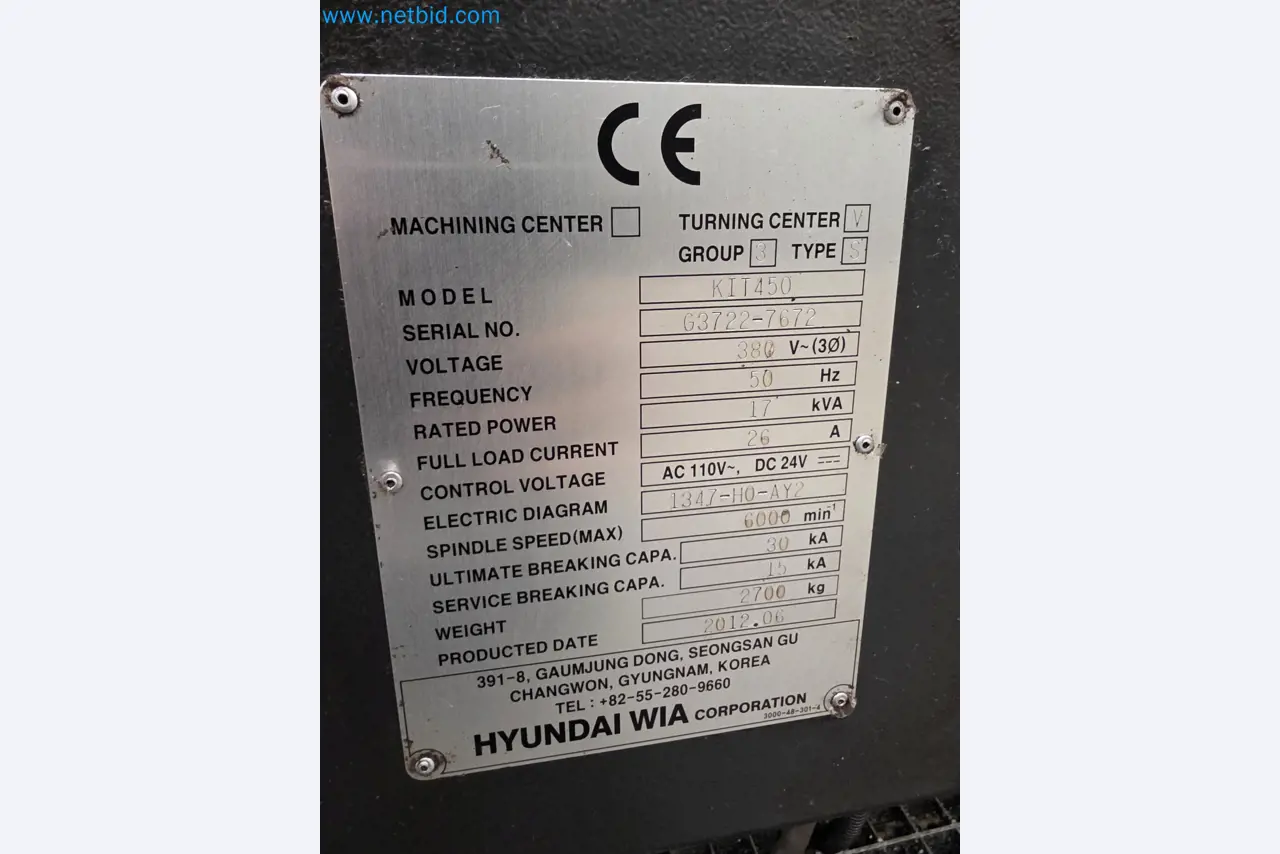 www.netbid.com
CE
MACHINING CENTER TURNING CENTER V
GROUP 3 TYPE S
MODEL KIT450
SERIAL NO. G3722-7672
VOLTAGE 380 V~(3Ø)
FREQUENCY 50 Hz
RATED POWER 17 kVA
FULL LOAD CURRENT 26 A
CONTROL VOLTAGE AC 110V~, DC 24V ⎓
ELECTRIC DIAGRAM 1347-H0-AY2
SPINDLE SPEED(MAX) 6000 min⁻¹
ULTIMATE BREAKING CAPA. 30 kA
SERVICE BREAKING CAPA. 15 kA
WEIGHT 2700 kg
PRODUCTED DATE 2012.06
391-8, GAUMJUNG DONG, SEONGSAN GU
CHANGWON, GYUNGNAM, KOREA
TEL : +82-55-280-9660
HYUNDAI WIA CORPORATION
3000-48-301-4